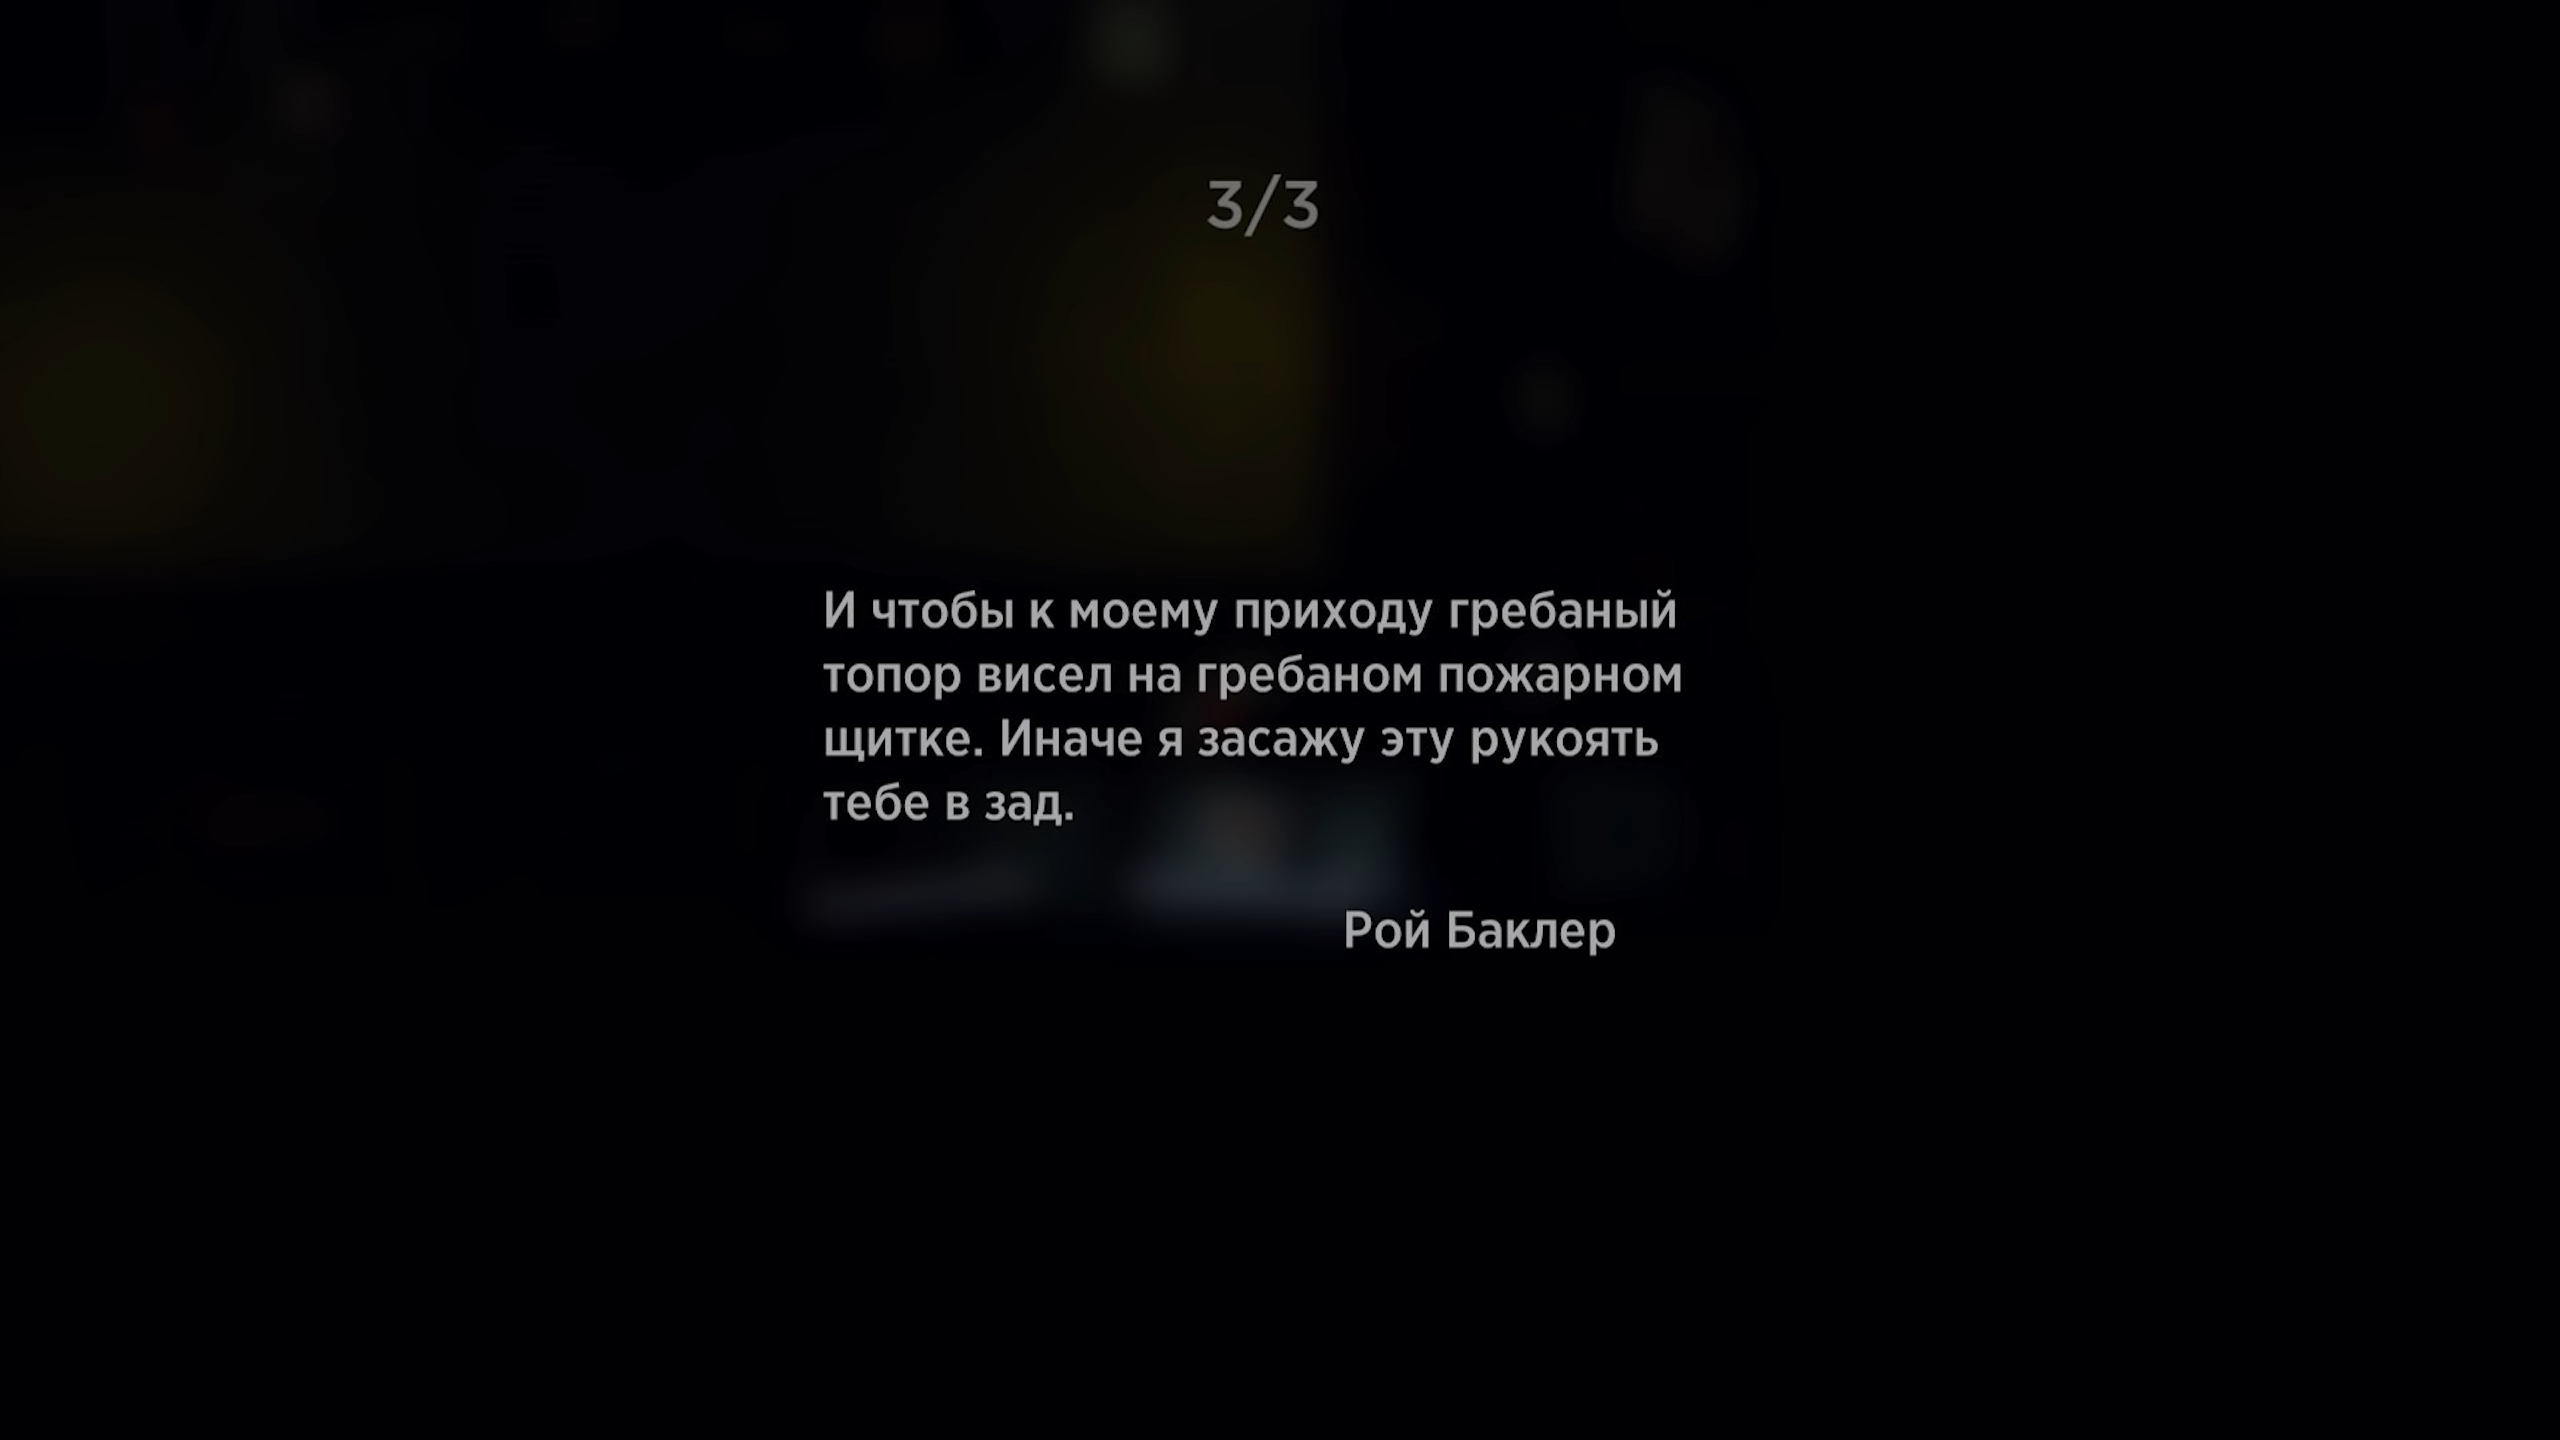 3/3
И чтобы к моему приходу гребаный
топор висел на гребаном пожарном
щитке. Иначе я засажу эту рукоять
тебе в зад.
Рой Баклер